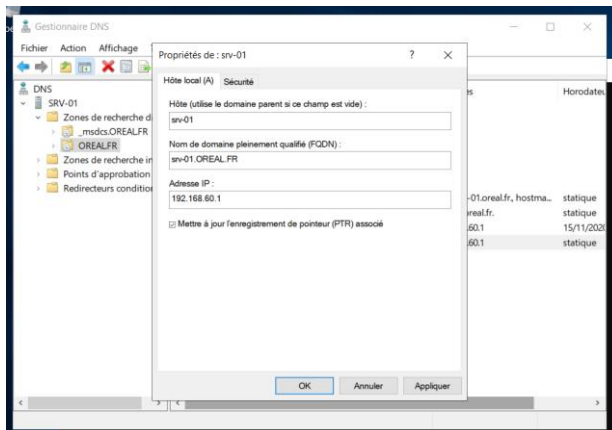 Gestionnaire DNS
Fichier Action Affichage
DNS
SRV-01
Zones de recherche d
_msdcs.OREAL.FR
OREAL.FR
Zones de recherche in
Points d'approbation
Redirecteurs condition
Propriétés de : srv-01
? ×
Hôte local (A) Sécurité
Hôte (utilise le domaine parent si ce champ est vide) :
srv-01
Nom de domaine pleinement qualifié (FQDN) :
srv-01.OREAL.FR
Adresse IP :
192.168.60.1
Mettre à jour l'enregistrement de pointeur (PTR) associé
OK Annuler Appliquer
Horodateu
-01.oreal.fr., hostma... statique
oreal.fr. statique
.60.1 15/11/202
.60.1 statique